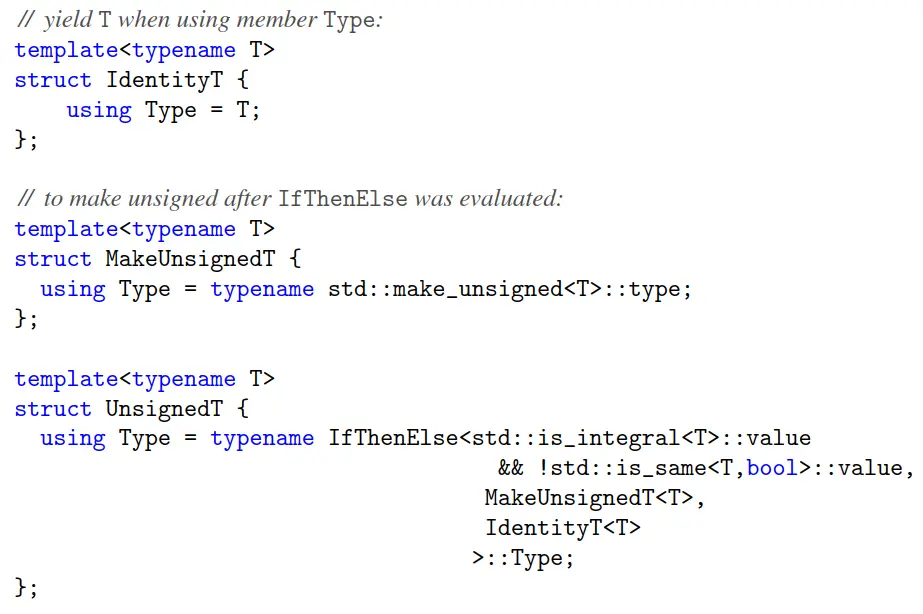 // yield T when using member Type:
template<typename T>
struct IdentityT {
    using Type = T;
};

// to make unsigned after IfThenElse was evaluated:
template<typename T>
struct MakeUnsignedT {
  using Type = typename std::make_unsigned<T>::type;
};

template<typename T>
struct UnsignedT {
  using Type = typename IfThenElse<std::is_integral<T>::value
                                     && !std::is_same<T,bool>::value,
                                    MakeUnsignedT<T>,
                                    IdentityT<T>
                                   >::Type;
};